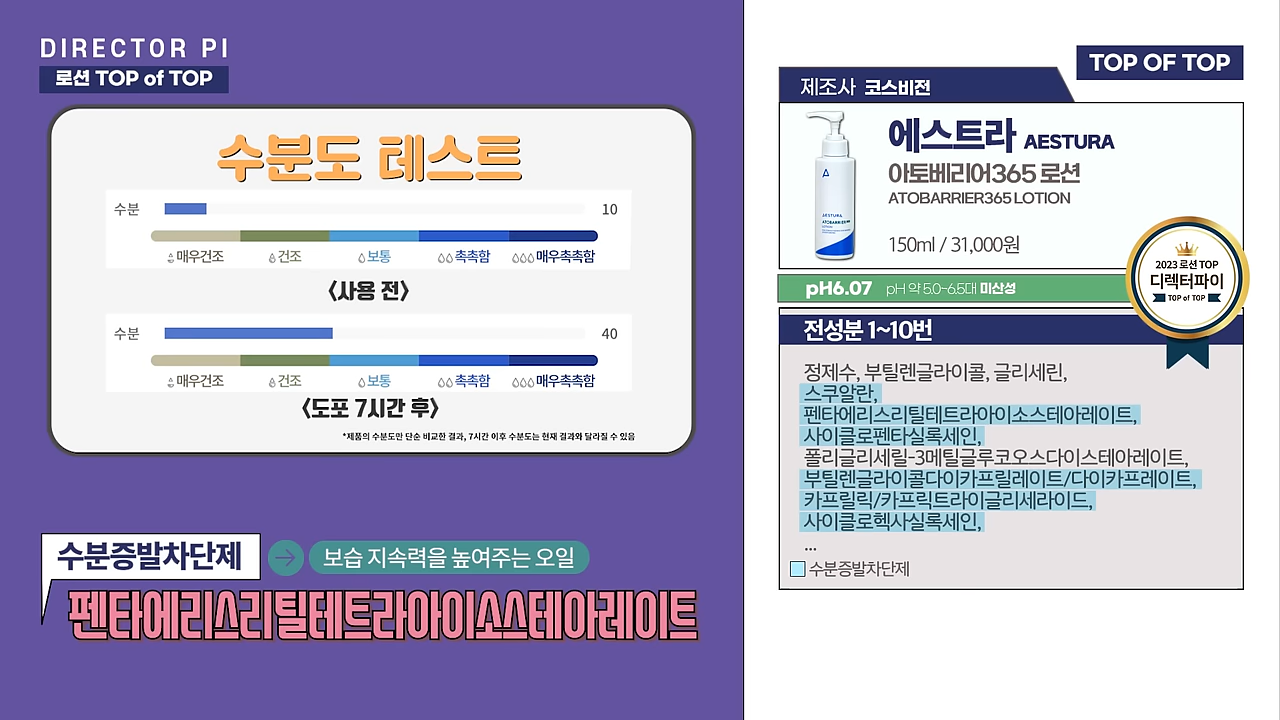 DIRECTOR PI
로션 TOP of TOP
수분도 테스트
수분 10
매우건조 건조 보통 촉촉함 매우촉촉함
<사용 전>
수분 40
매우건조 건조 보통 촉촉함 매우촉촉함
<도포 7시간 후>
*제품의 수분도만 단순 비교한 결과, 7시간 이후 수분도는 현재 결과와 달라질 수 있음
수분증발차단제 → 보습 지속력을 높여주는 오일
펜타에리스리틸테트라아이소스테아레이트
TOP OF TOP
제조사 코스비전
에스트라 AESTURA
아토베리어365 로션
ATOBARRIER365 LOTION
150ml / 31,000원
AESTURA
ATOBARRIER365
LOTION
2023 로션 TOP
디렉터파이
TOP of TOP
pH6.07 pH 약 5.0~6.5대 미산성
전성분 1~10번
정제수, 부틸렌글라이콜, 글리세린,
스쿠알란,
펜타에리스리틸테트라아이소스테아레이트,
사이클로펜타실록세인,
폴리글리세릴-3메틸글루코오스다이스테아레이트,
부틸렌글라이콜다이카프릴레이트/다이카프레이트,
카프릴릭/카프릭트라이글리세라이드,
사이클로헥사실록세인,
...
수분증발차단제